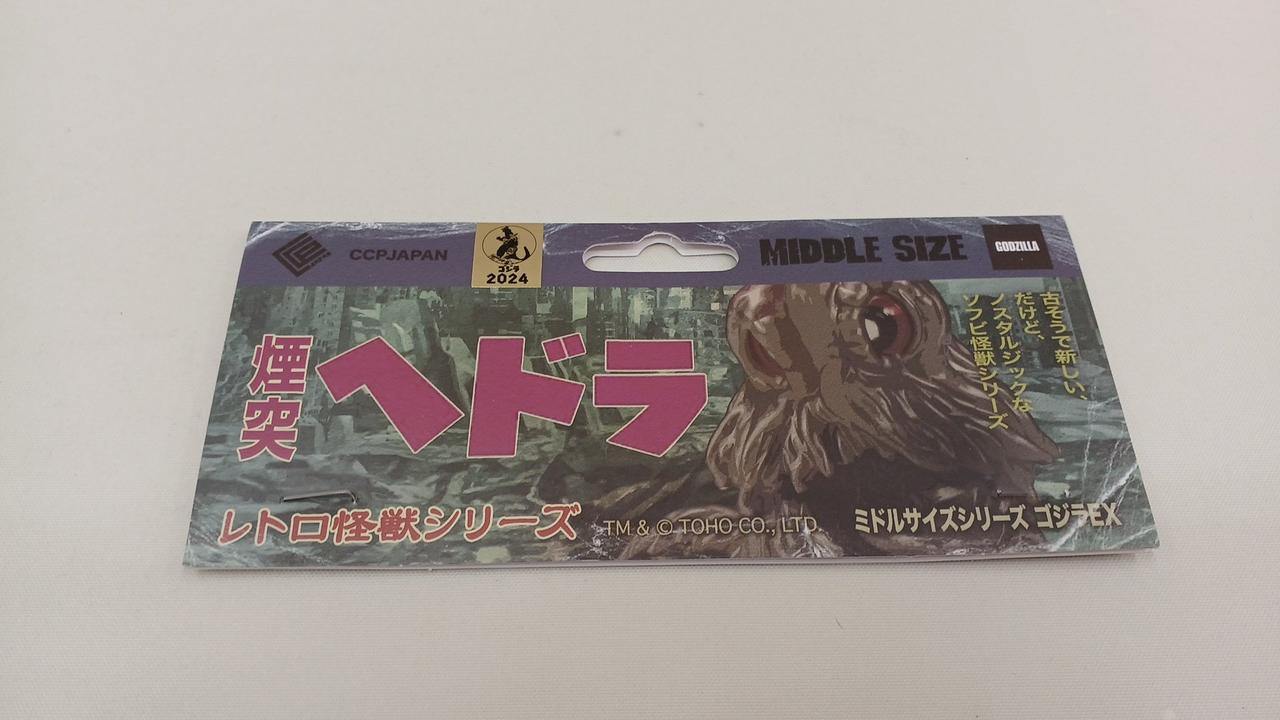 CCPJAPAN
ゴジラ
2024
MIDDLE SIZE
GODZILLA
煙突
ヘドラ
古そうで新しい、
だけど、
ノスタルジックな
ソフビ怪獣シリーズ
レトロ怪獣シリーズ
TM & © TOHO CO., LTD.
ミドルサイズシリーズ ゴジラEX